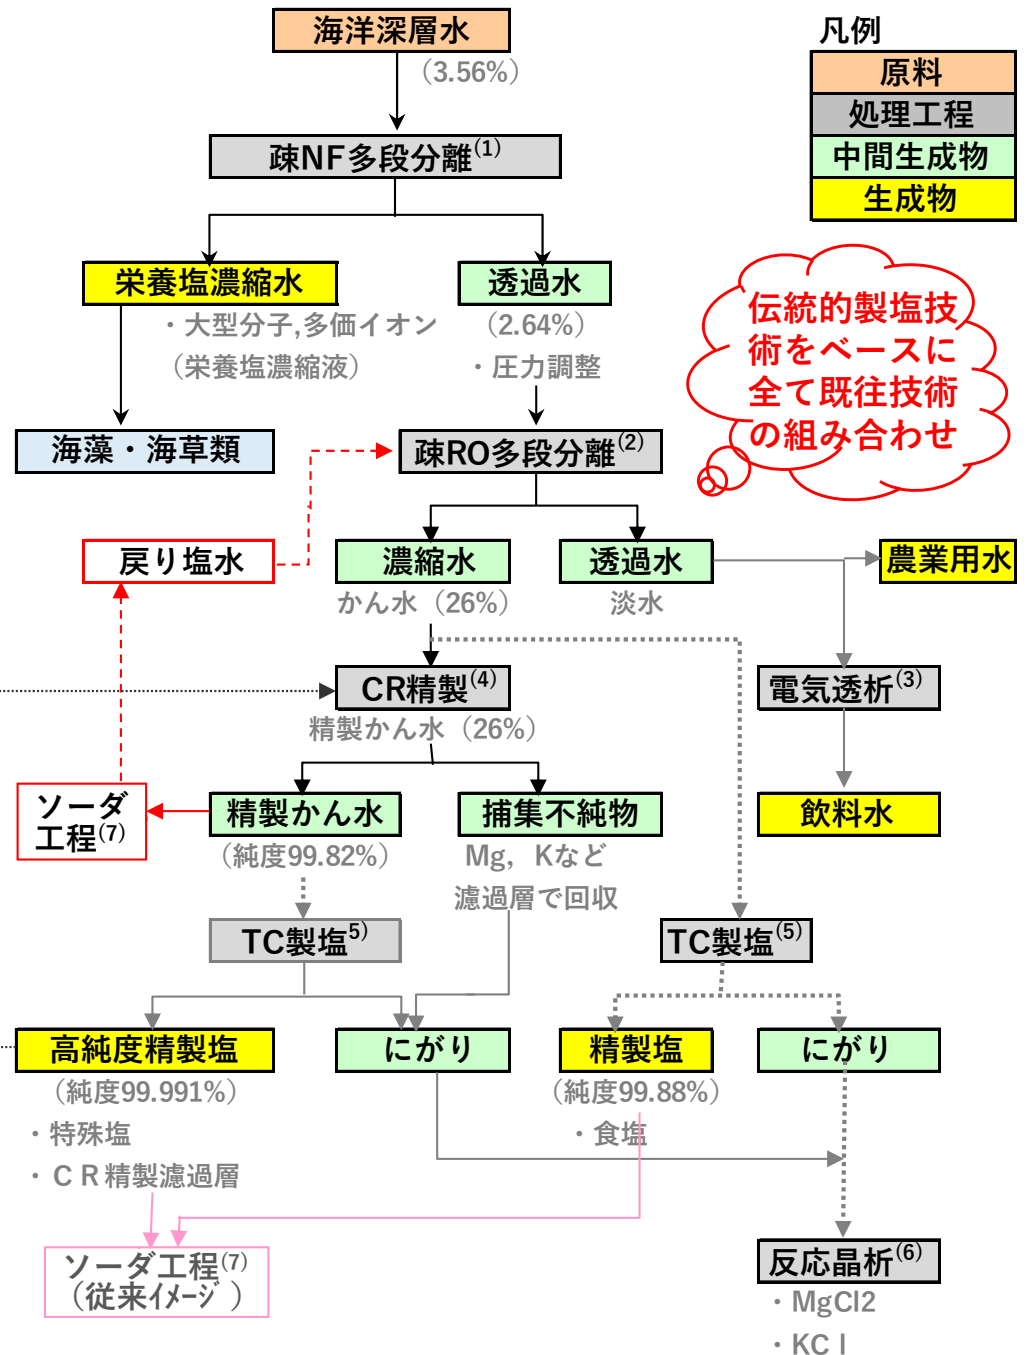 海洋深層水
（3.56%）
凡例
原料
処理工程
中間生成物
生成物
疎NF多段分離(1)
栄養塩濃縮水
透過水
・大型分子,多価イオン
（栄養塩濃縮液）
（2.64%）
・圧力調整
伝統的製塩技
術をベースに
全て既往技術
の組み合わせ
海藻・海草類
疎RO多段分離(2)
戻り塩水
濃縮水
透過水
農業用水
かん水（26%）
淡水
CR精製(4)
電気透析(3)
精製かん水（26%）
ソーダ
工程(7)
精製かん水
捕集不純物
飲料水
（純度99.82%）
Mg，Kなど
濾過層で回収
TC製塩5)
TC製塩(5)
高純度精製塩
にがり
精製塩
にがり
（純度99.991%）
・特殊塩
・ＣＲ精製濾過層
（純度99.88%）
・食塩
ソーダ工程(7)
（従来ｲﾒｰｼﾞ）
反応晶析(6)
・MgCl2
・KCｌ